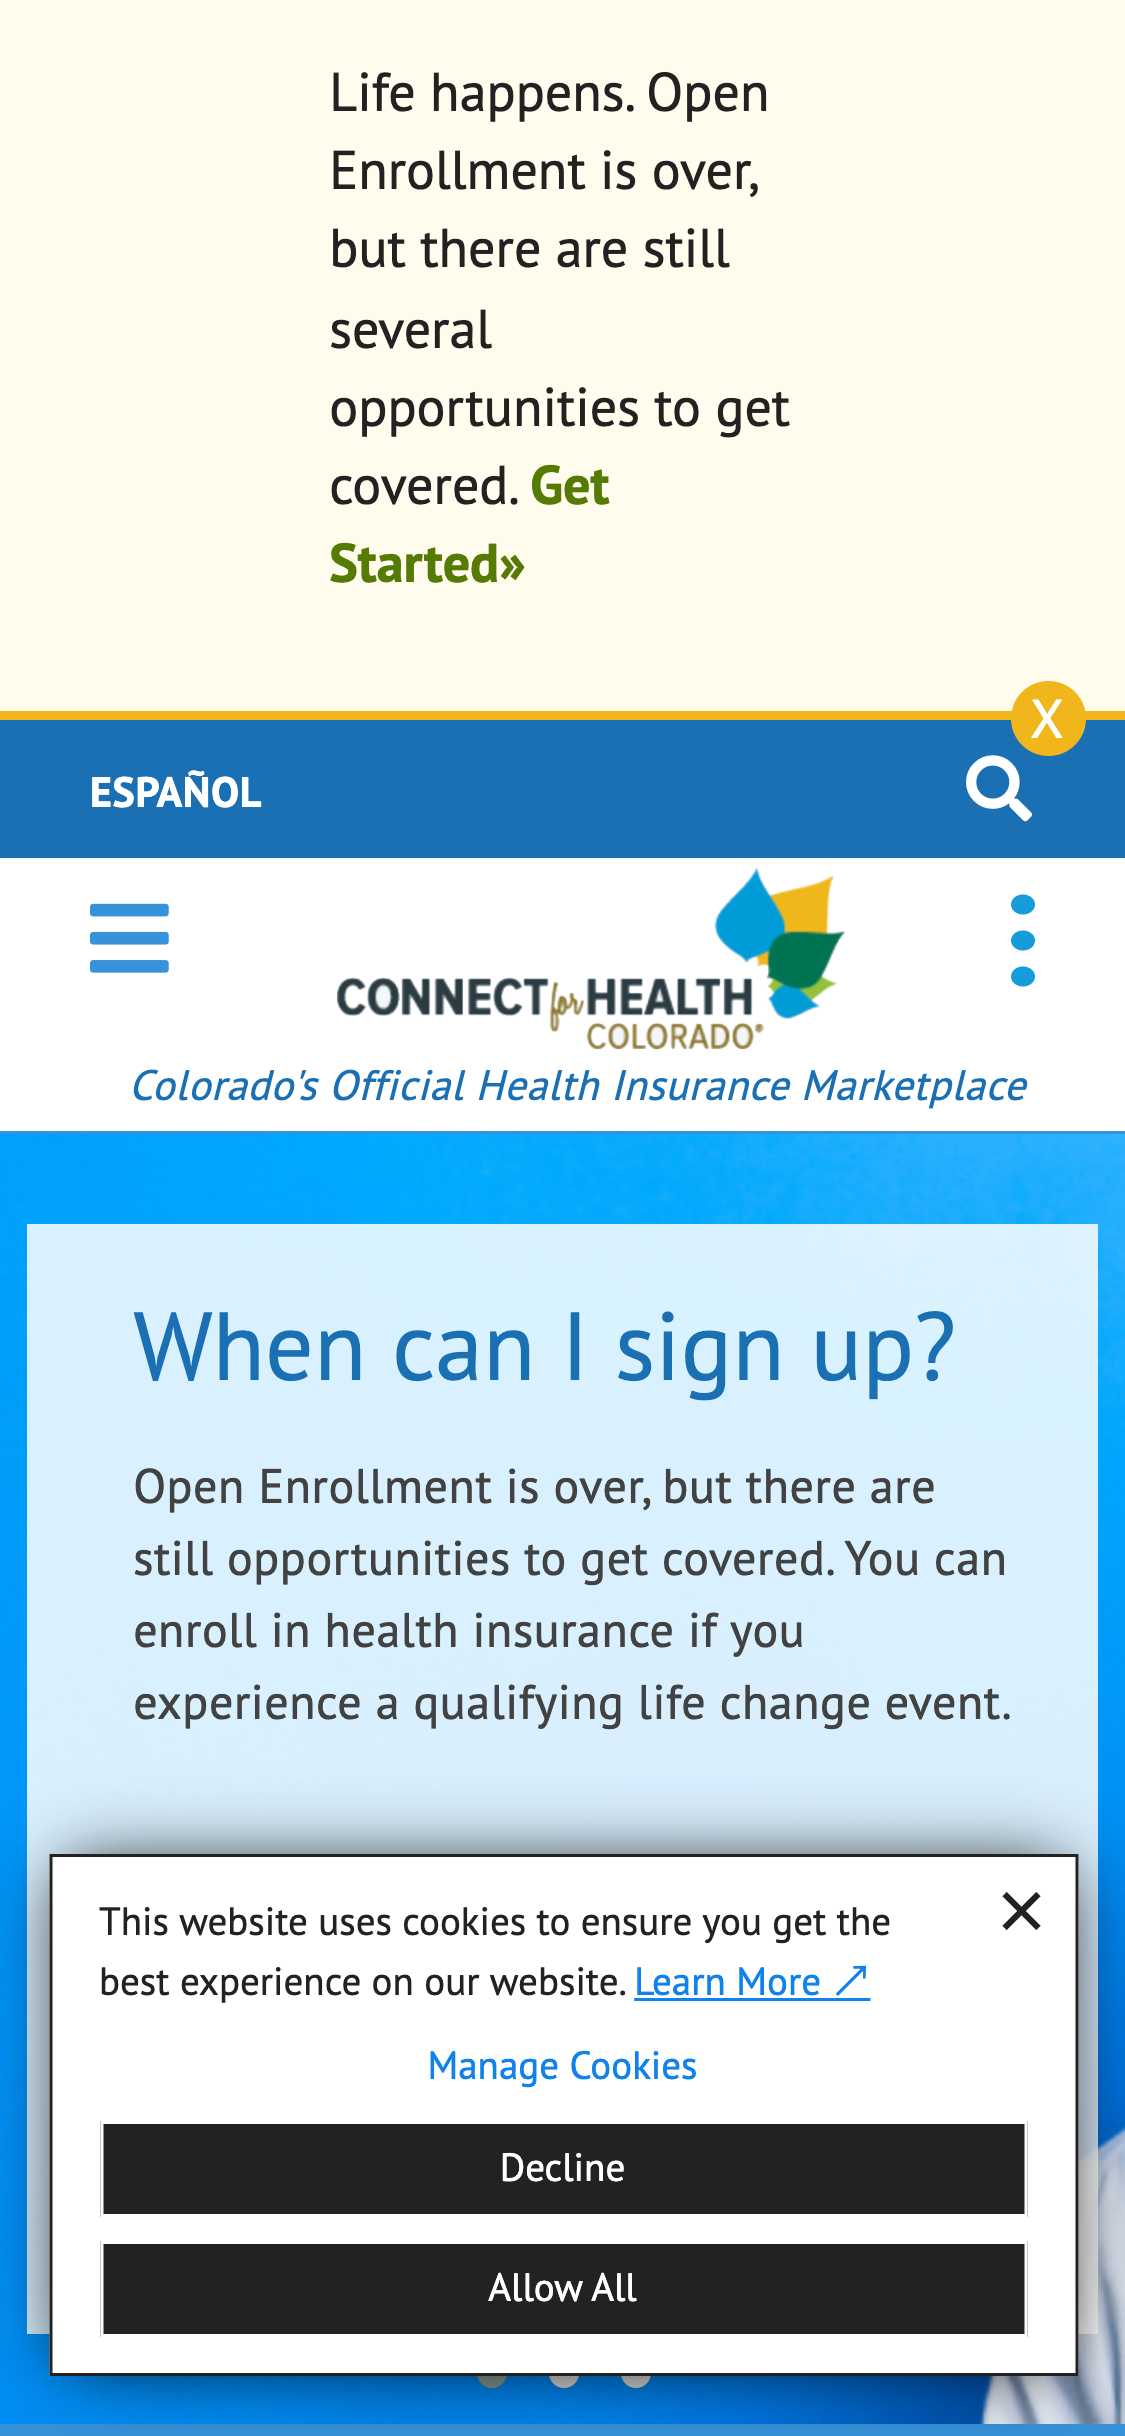 Life happens. Open
Enrollment is over,
but there are still
several
opportunities to get
covered. Get
Started»
X
ESPAÑOL
CONNECT for HEALTH
COLORADO®
Colorado's Official Health Insurance Marketplace
When can I sign up?
Open Enrollment is over, but there are
still opportunities to get covered. You can
enroll in health insurance if you
experience a qualifying life change event.
This website uses cookies to ensure you get the
best experience on our website. Learn More ↗
Manage Cookies
Decline
Allow All